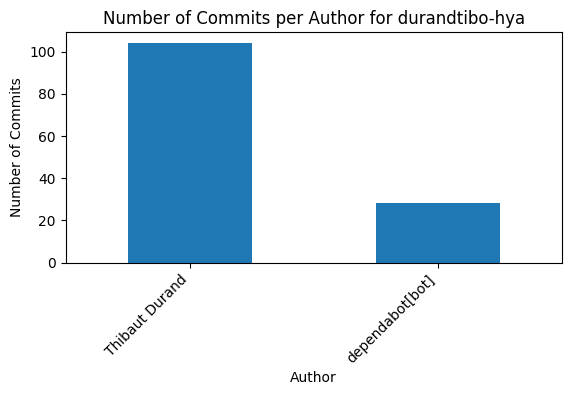 Number of Commits per Author for durandtibo-hya
Number of Commits
100
80
60
40
20
0
Thibaut Durand
dependabot[bot]
Author